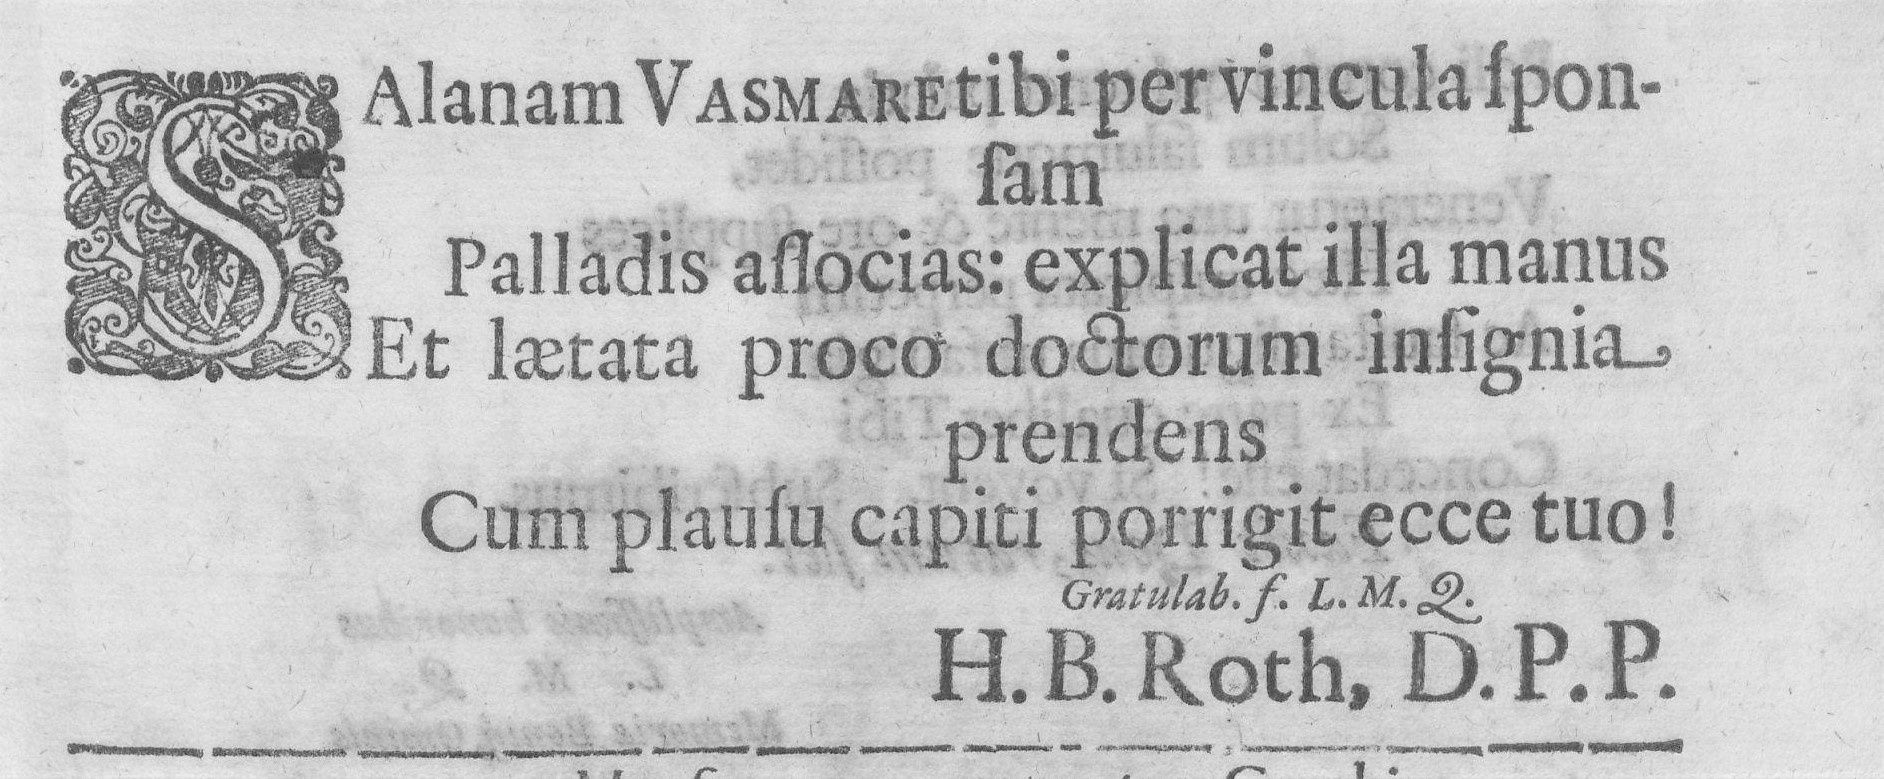 SAlanam VASMARE tibi per vincula ſpon-
ſam
Palladis aſſocias: explicat illa manus
Et lætata proco doctorum inſignia
prendens
Cum plauſu capiti porrigit ecce tuo!
Gratulab. f. L. M. Q.
H. B. Roth, D. P. P.